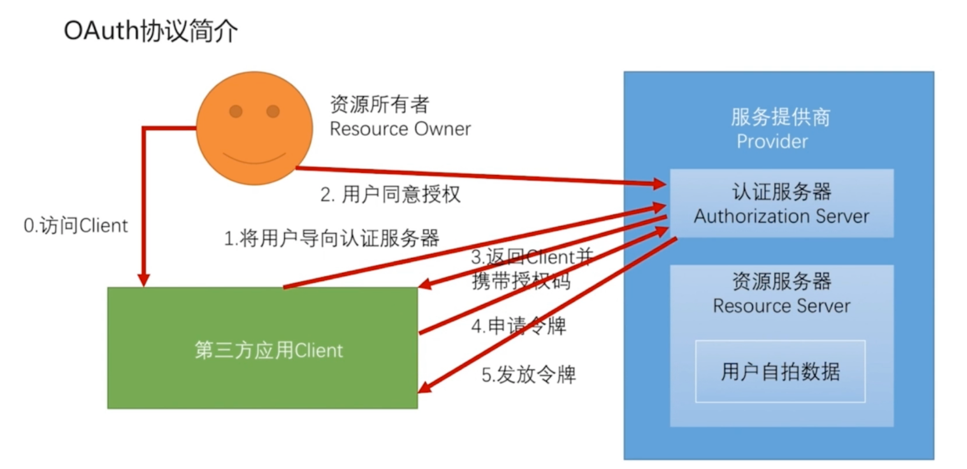 OAuth协议简介
资源所有者
Resource Owner
服务提供商
Provider
认证服务器
Authorization Server
2. 用户同意授权
0.访问Client
1.将用户导向认证服务器
3.返回Client并
携带授权码
资源服务器
Resource Server
4.申请令牌
第三方应用Client
用户自拍数据
5.发放令牌